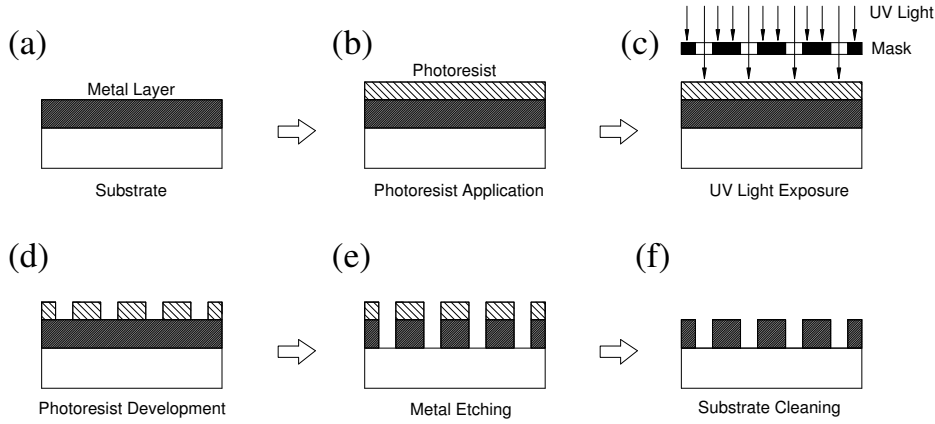 (a)
Metal Layer
Substrate
(b)
Photoresist
Photoresist Application
(c)
UV Light
Mask
UV Light Exposure
(d)
Photoresist Development
(e)
Metal Etching
(f)
Substrate Cleaning